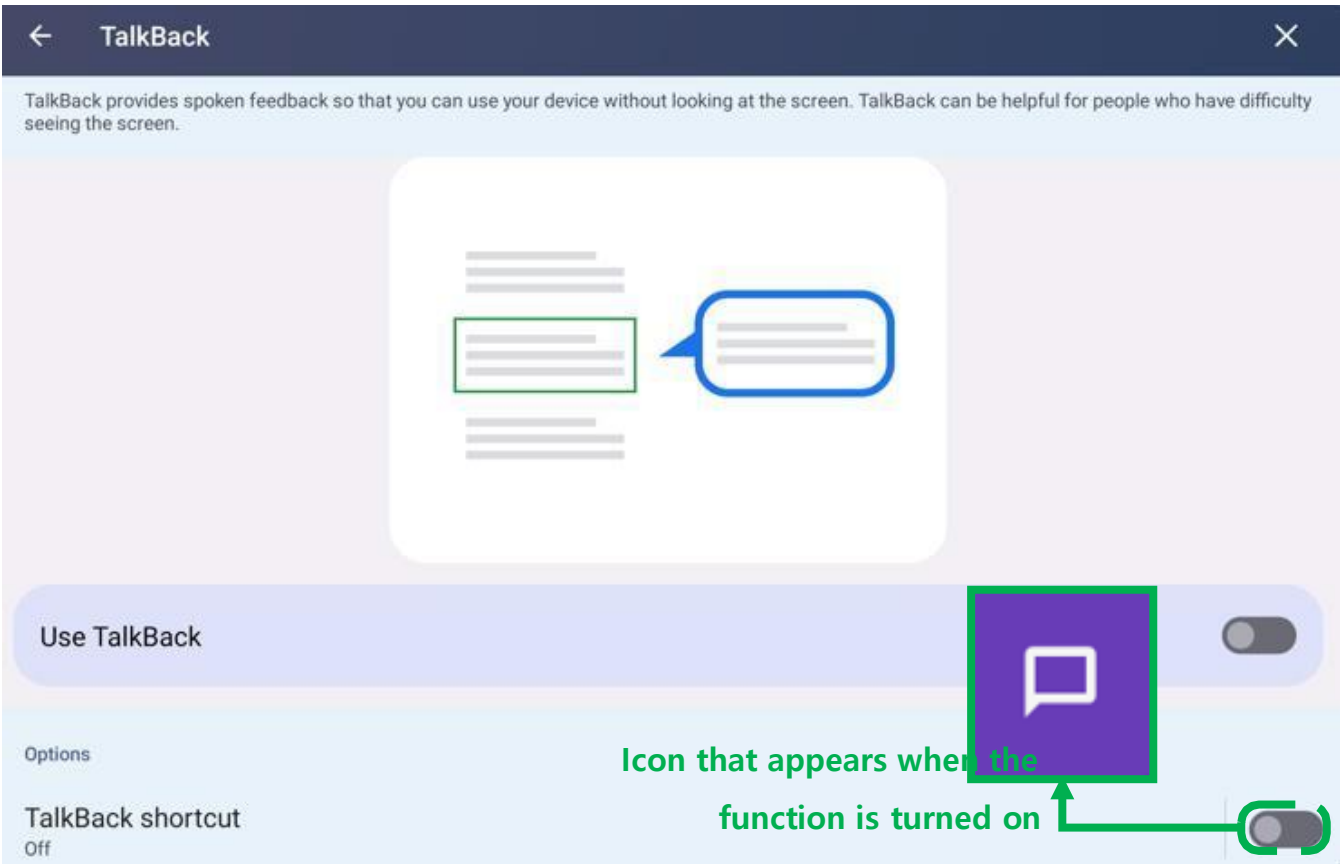 TalkBack
TalkBack provides spoken feedback so that you can use your device without looking at the screen. TalkBack can be helpful for people who have difficulty
seeing the screen.
Use TalkBack
Options
Icon that appears when the
function is turned on
TalkBack shortcut
Off